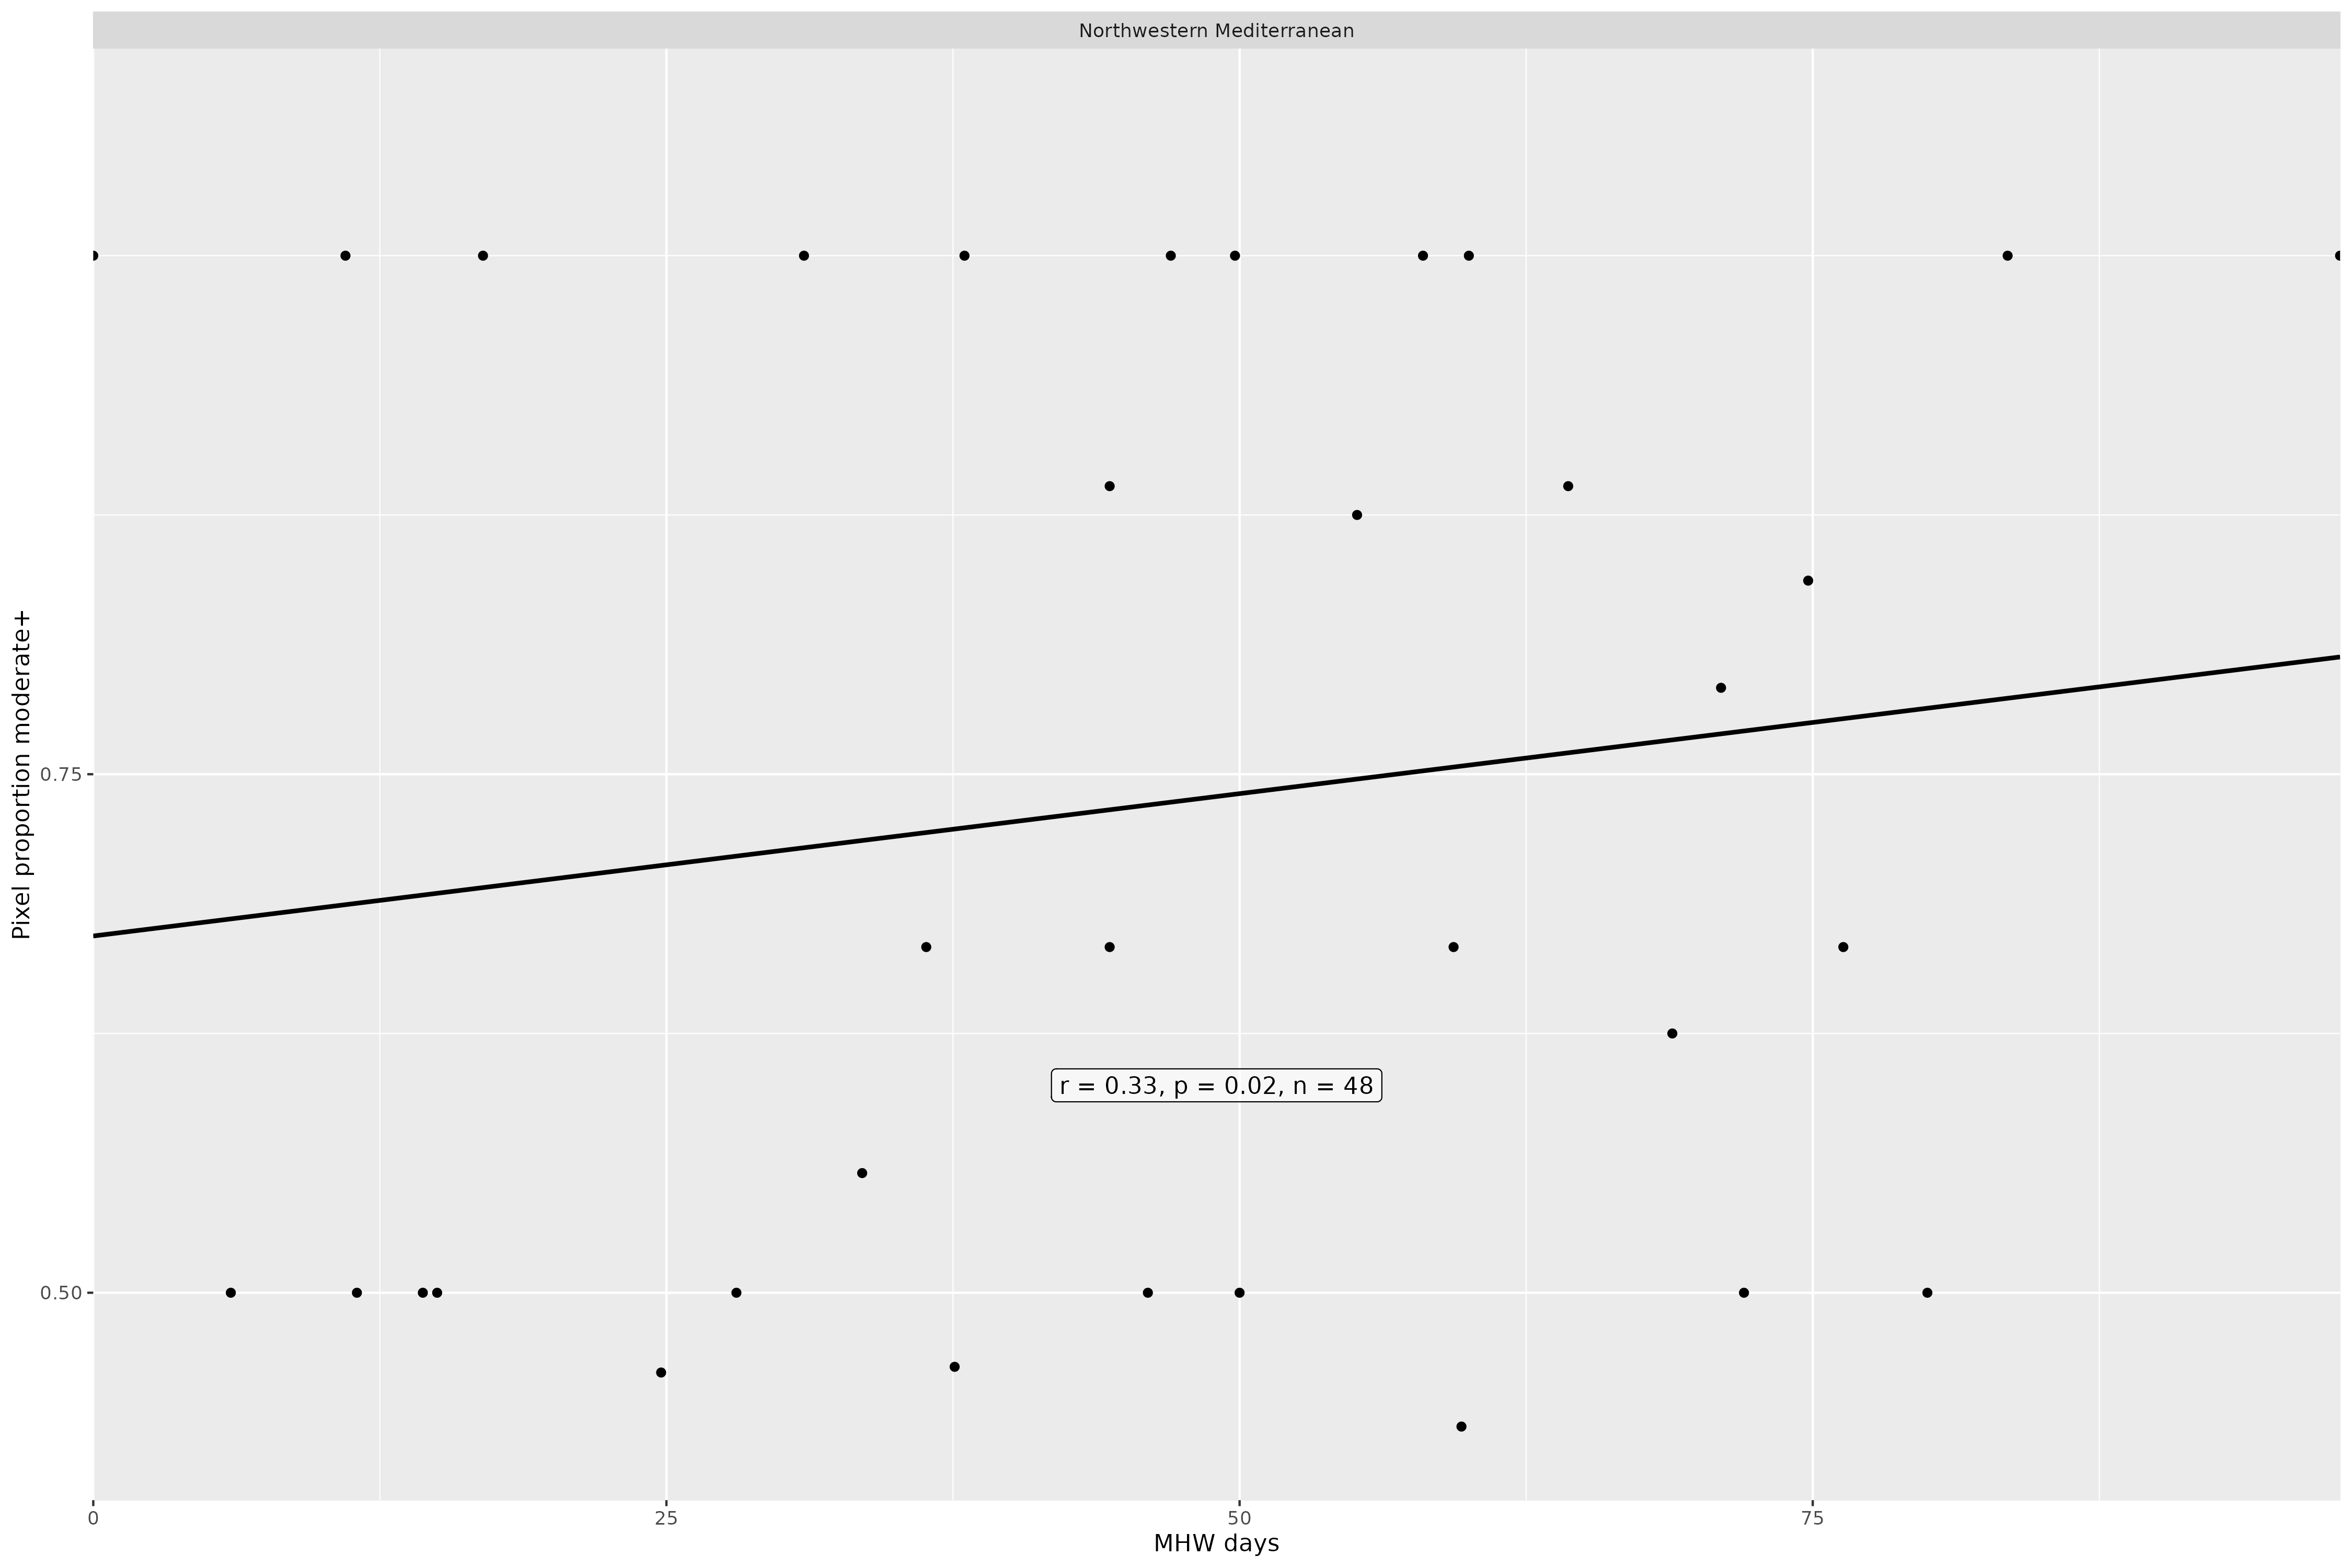 Northwestern Mediterranean
Pixel proportion moderate+
0.75
0.50
r = 0.33, p = 0.02, n = 48
0 25 50 75
MHW days